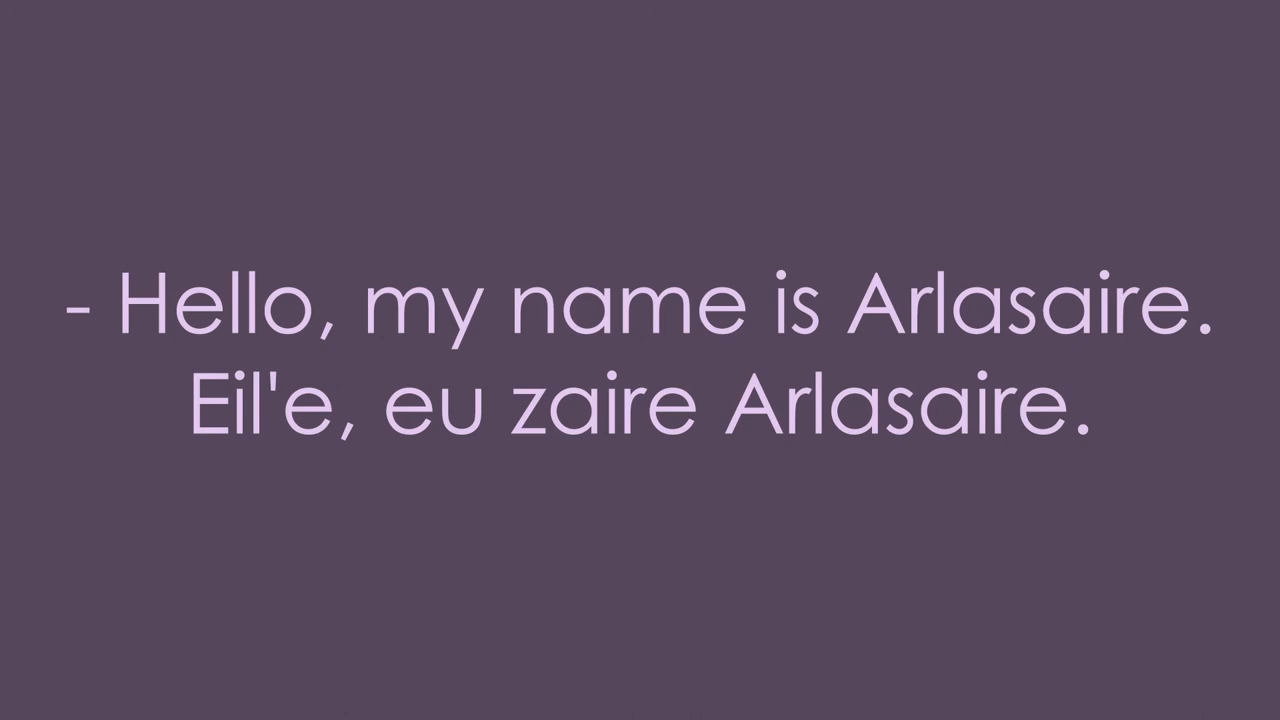 - Hello, my name is Arlasaire.
Eil'e, eu zaire Arlasaire.